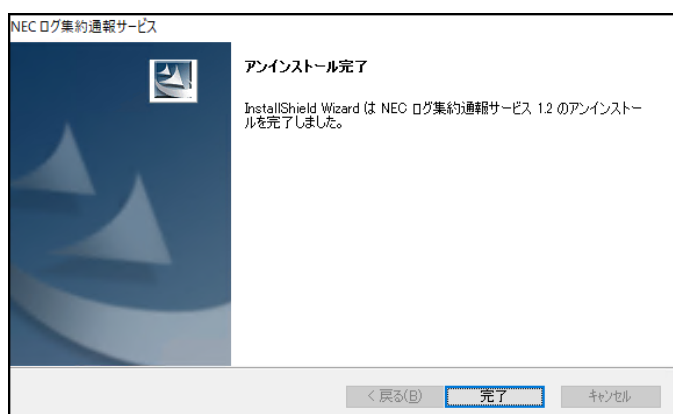 NEC ログ集約通報サービス
アンインストール完了
InstallShield Wizard は NEC ログ集約通報サービス 1.2 のアンインストー
ルを完了しました。
< 戻る(B)
完了
キャンセル